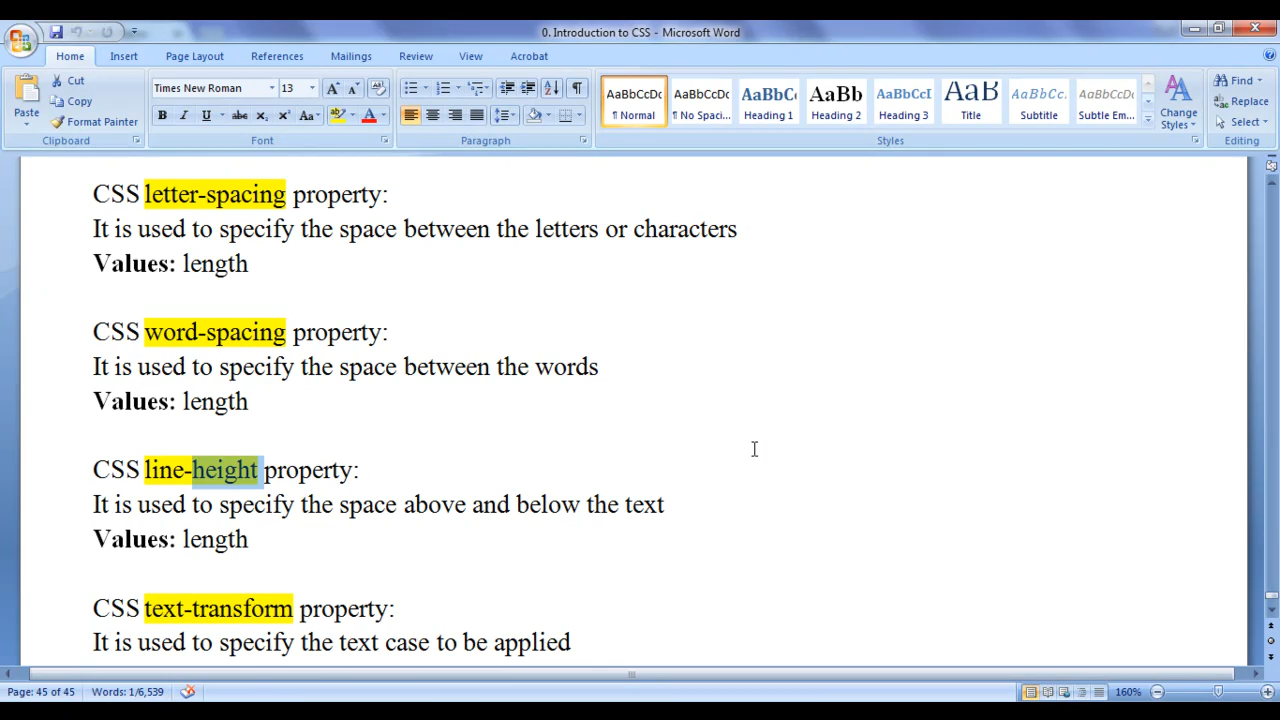 0. Introduction to CSS - Microsoft Word
Home Insert Page Layout References Mailings Review View Acrobat
Paste
Cut
Copy
Format Painter
Clipboard
Times New Roman 13
Font
Paragraph
AaBbCcDc AaBbCcDc AaBbC AaBb AaBbCcI AaB AaBbCc. AaBbCcDc
¶ Normal ¶ No Spaci... Heading 1 Heading 2 Heading 3 Title Subtitle Subtle Em...
Change Styles
Styles
Find
Replace
Select
Editing
CSS letter-spacing property:
It is used to specify the space between the letters or characters
Values: length
CSS word-spacing property:
It is used to specify the space between the words
Values: length
CSS line-height property:
It is used to specify the space above and below the text
Values: length
CSS text-transform property:
It is used to specify the text case to be applied
Page: 45 of 45 Words: 1/6,539 160%